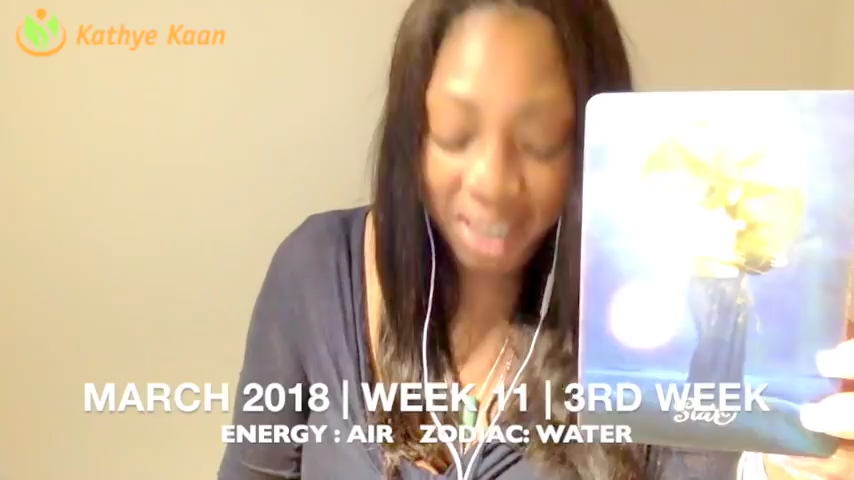 Kathye Kaan
MARCH 2018 | WEEK 11 | 3RD WEEK
Star
ENERGY : AIR ZODIAC: WATER